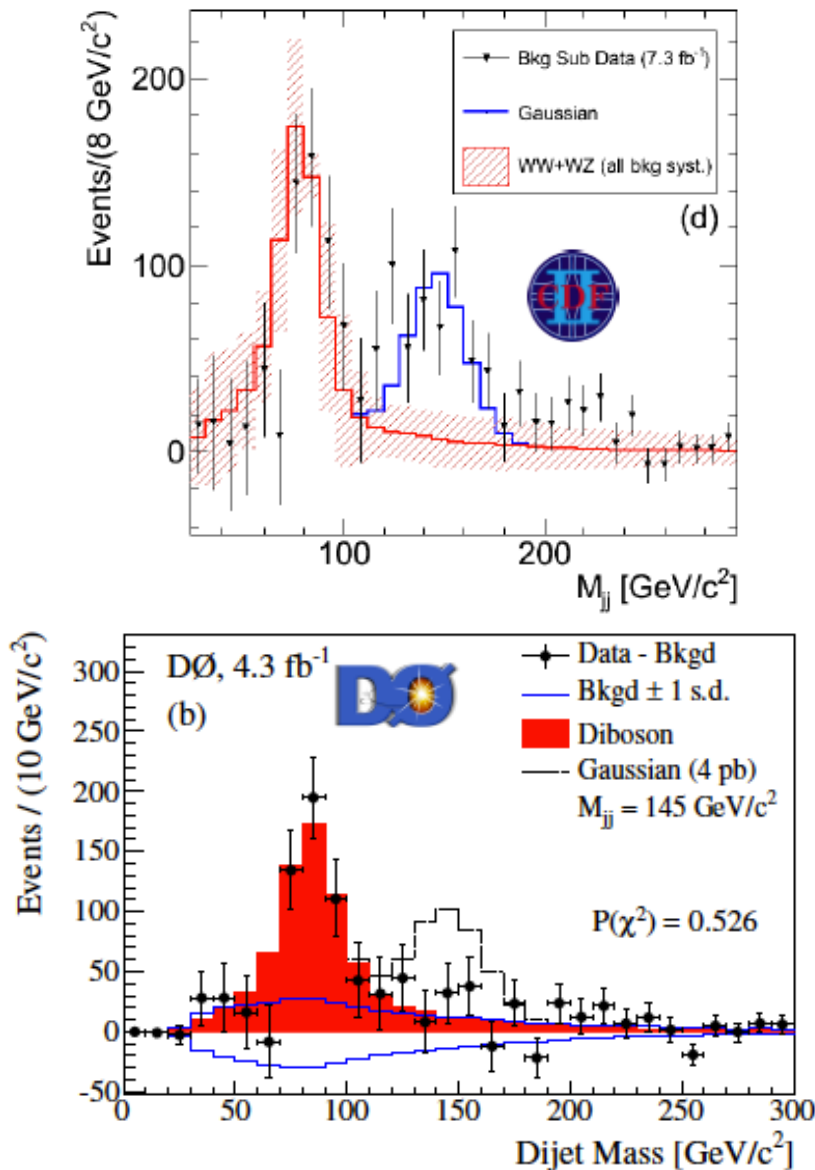 Events/(8 GeV/c²)
200
100
0
Bkg Sub Data (7.3 fb⁻¹)
Gaussian
WW+WZ (all bkg syst.)
(d)
II
CDF
100
200
M_jj [GeV/c²]
Events / (10 GeV/c²)
300
250
200
150
100
50
0
-50
DØ, 4.3 fb⁻¹
(b)
DØ
Data - Bkgd
Bkgd ± 1 s.d.
Diboson
Gaussian (4 pb)
M_jj = 145 GeV/c²
P(χ²) = 0.526
0
50
100
150
200
250
300
Dijet Mass [GeV/c²]